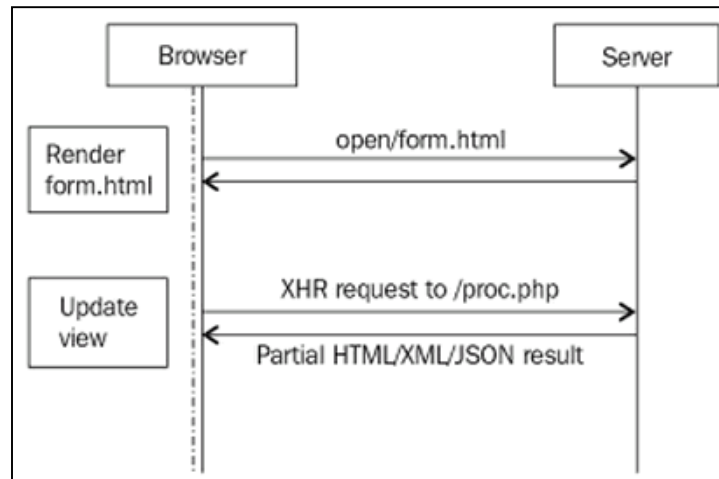 Browser
Server
open/form.html
Render
form.html
XHR request to /proc.php
Update
view
Partial HTML/XML/JSON result